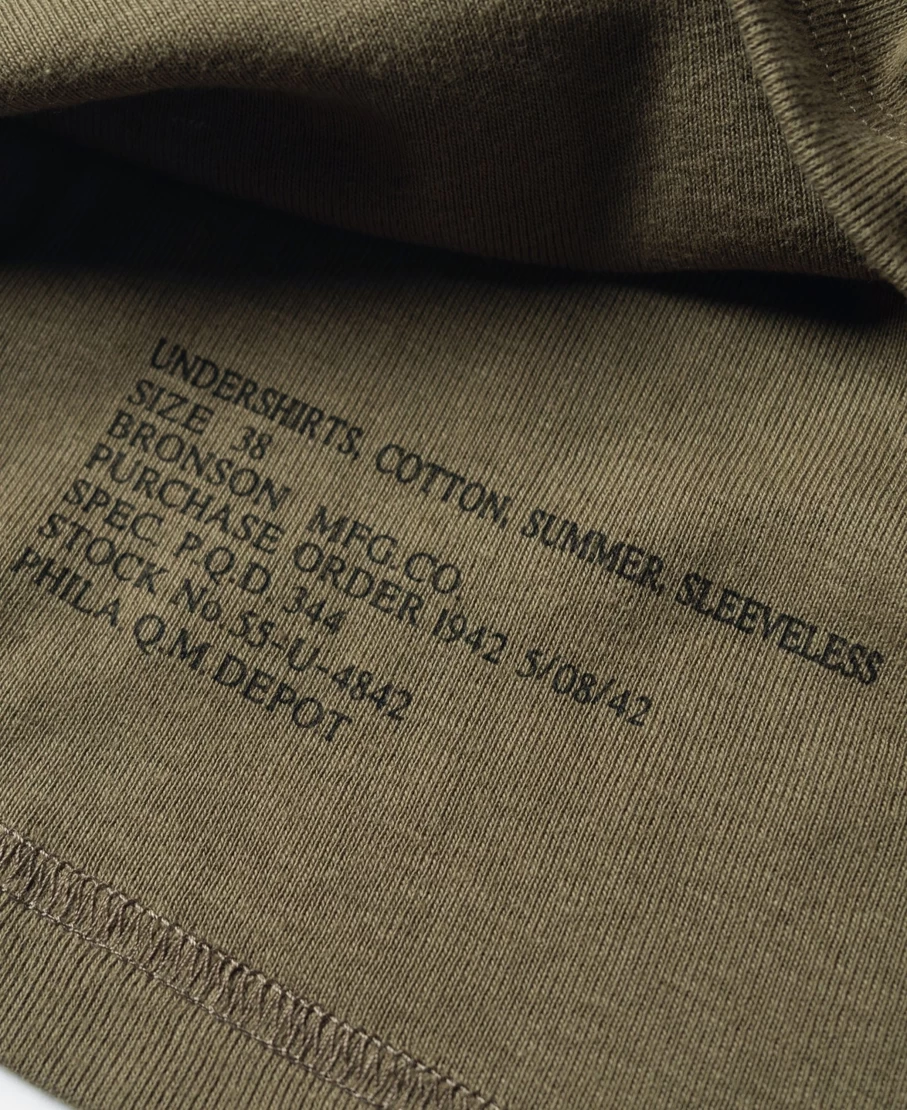 UNDERSHIRTS, COTTON, SUMMER, SLEEVELESS
SIZE 38
BRONSON MFG.CO.
PURCHASE ORDER 1942 5/08/42
SPEC. P.Q.D. 344
STOCK No.55-U-4842
PHILA Q.M DEPOT